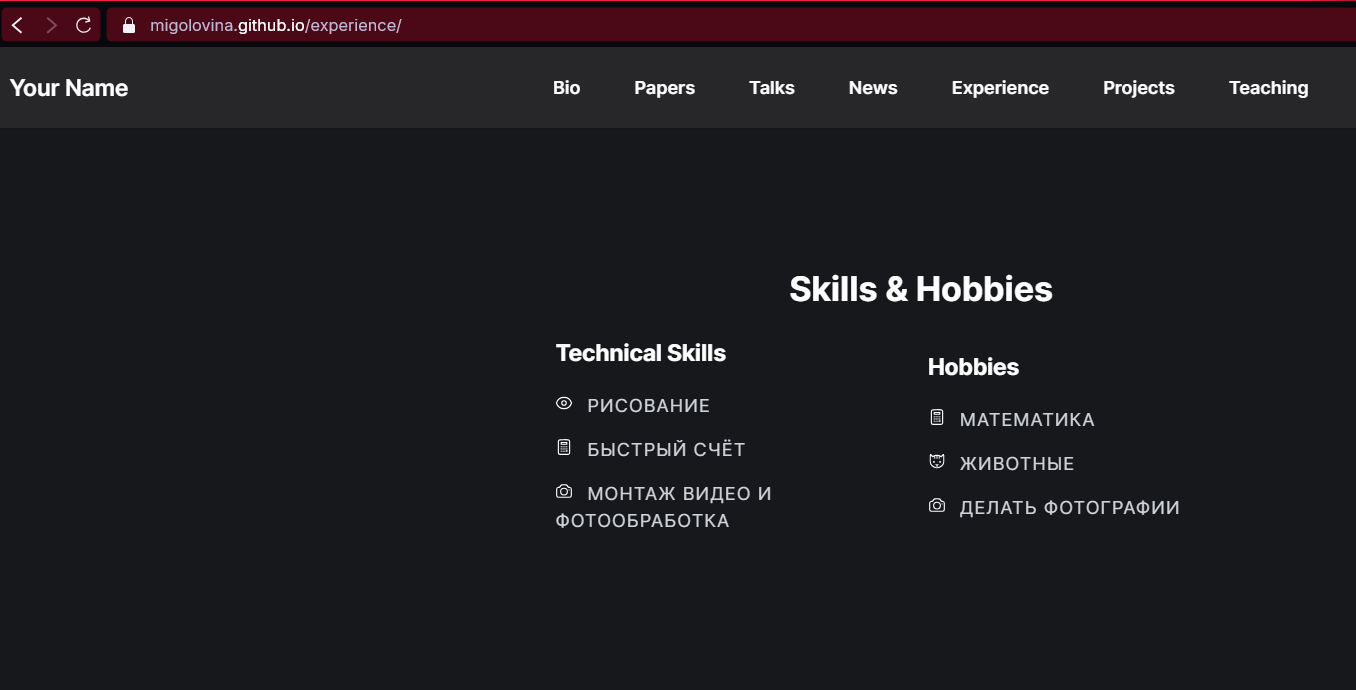 migolovina.github.io/experience/
Your Name Bio Papers Talks News Experience Projects Teaching
Skills & Hobbies
Technical Skills
РИСОВАНИЕ
БЫСТРЫЙ СЧЁТ
МОНТАЖ ВИДЕО И
ФОТООБРАБОТКА
Hobbies
МАТЕМАТИКА
ЖИВОТНЫЕ
ДЕЛАТЬ ФОТОГРАФИИ